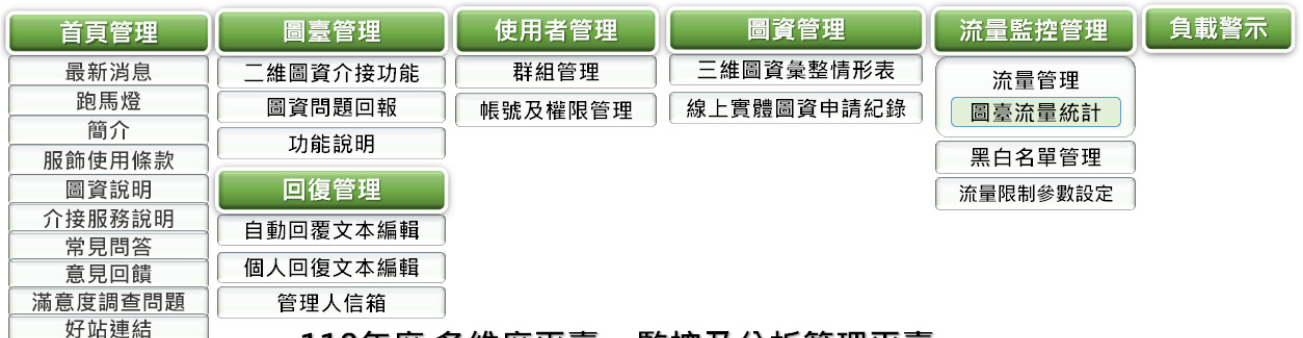 首頁管理
最新消息
跑馬燈
簡介
服飾使用條款
圖資說明
介接服務說明
常見問答
意見回饋
滿意度調查問題
好站連結
圖臺管理
二維圖資介接功能
圖資問題回報
功能說明
回復管理
自動回覆文本編輯
個人回復文本編輯
管理人信箱
使用者管理
群組管理
帳號及權限管理
圖資管理
三維圖資彙整情形表
線上實體圖資申請紀錄
流量監控管理
流量管理
圖臺流量統計
黑白名單管理
流量限制參數設定
負載警示